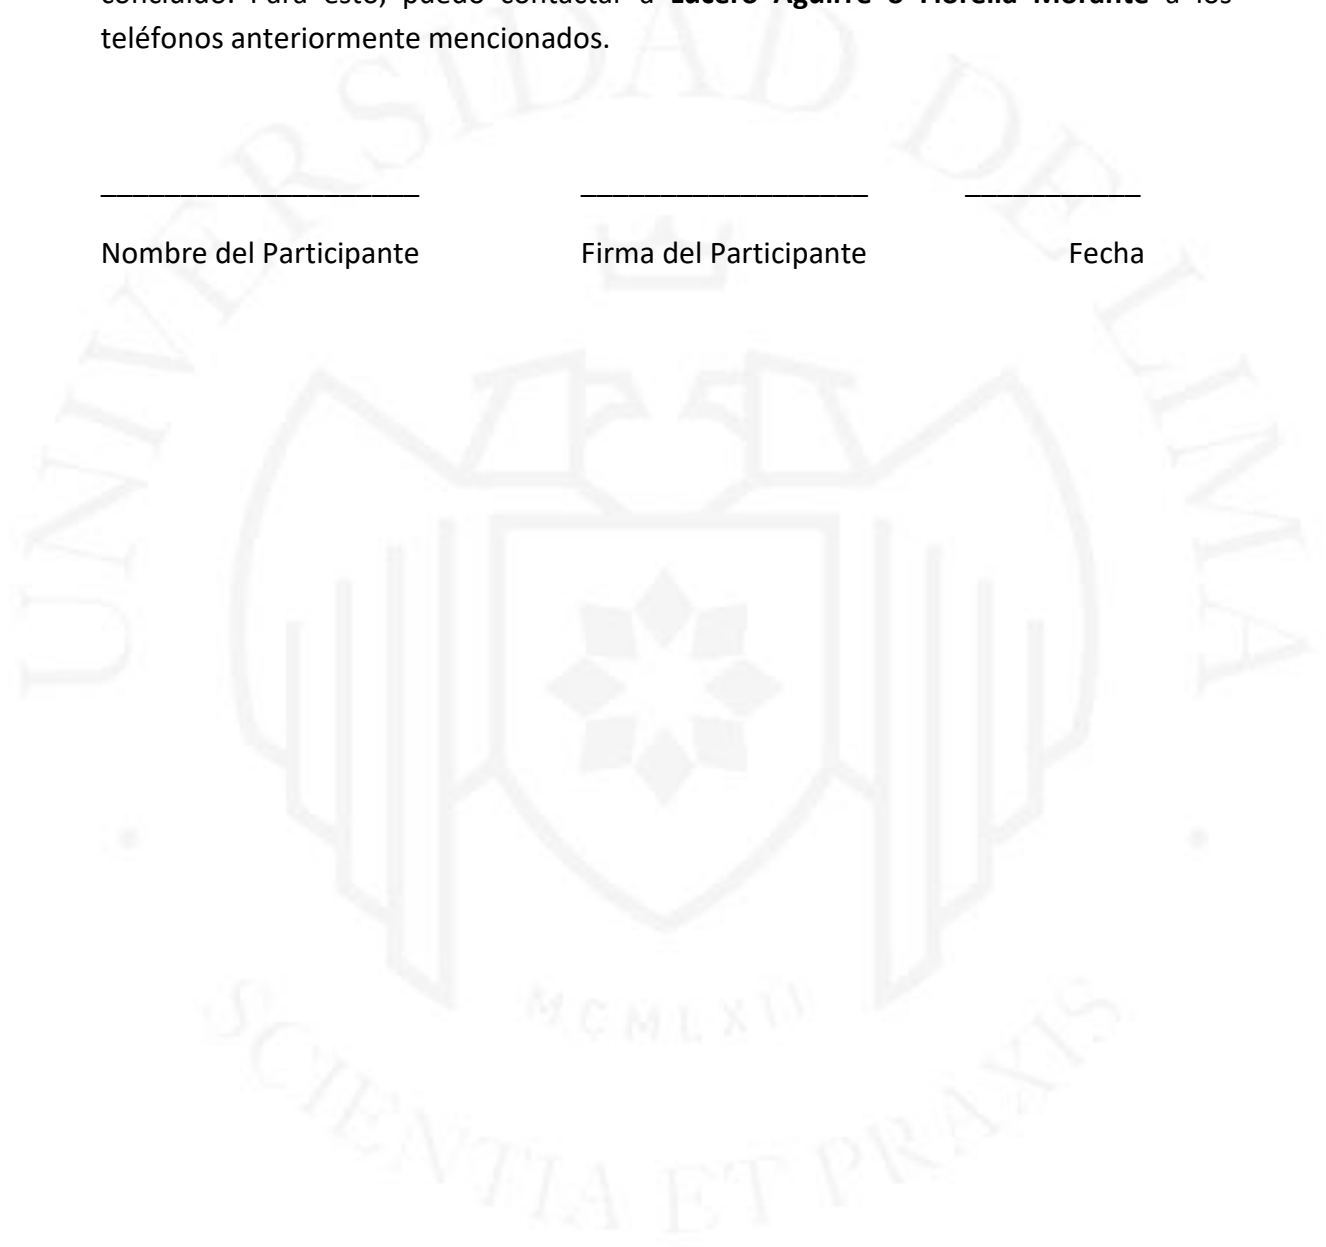 concluido. Para esto, puedo contactar a Lucero Aguirre o Fiorella Morante a los
teléfonos anteriormente mencionados.
Nombre del Participante Firma del Participante Fecha
UNIVERSIDAD DE LIMA
MCMLXII
SCIENTIA ET PRAXIS